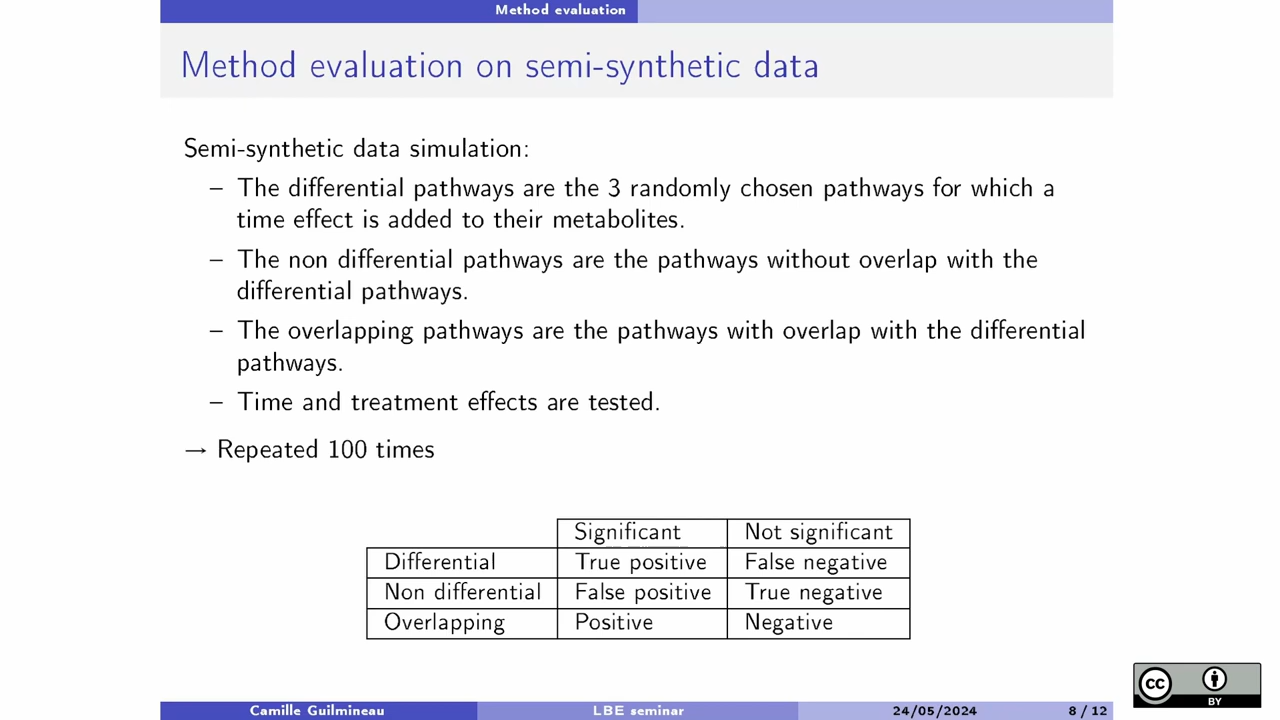 Method evaluation
Method evaluation on semi-synthetic data
Semi-synthetic data simulation:
– The differential pathways are the 3 randomly chosen pathways for which a
time effect is added to their metabolites.
– The non differential pathways are the pathways without overlap with the
differential pathways.
– The overlapping pathways are the pathways with overlap with the differential
pathways.
– Time and treatment effects are tested.
→ Repeated 100 times
Significant Not significant
Differential True positive False negative
Non differential False positive True negative
Overlapping Positive Negative
cc BY
Camille Guilmineau LBE seminar 24/05/2024 8 / 12